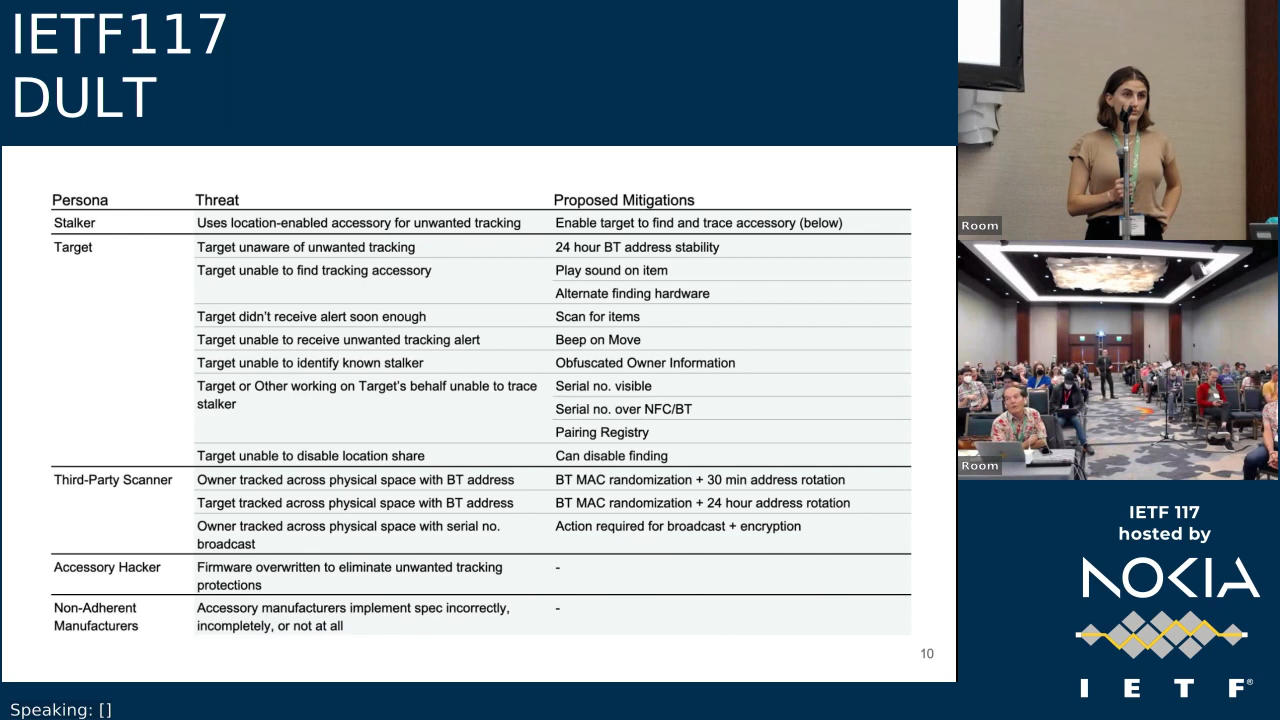 IETF117
DULT
Persona Threat Proposed Mitigations
Stalker Uses location-enabled accessory for unwanted tracking Enable target to find and trace accessory (below)
Target Target unaware of unwanted tracking 24 hour BT address stability
Target unable to find tracking accessory Play sound on item
Alternate finding hardware
Target didn't receive alert soon enough Scan for items
Target unable to receive unwanted tracking alert Beep on Move
Target unable to identify known stalker Obfuscated Owner Information
Target or Other working on Target's behalf unable to trace Serial no. visible
stalker
Serial no. over NFC/BT
Pairing Registry
Target unable to disable location share Can disable finding
Third-Party Scanner Owner tracked across physical space with BT address BT MAC randomization + 30 min address rotation
Target tracked across physical space with BT address BT MAC randomization + 24 hour address rotation
Owner tracked across physical space with serial no. Action required for broadcast + encryption
broadcast
Accessory Hacker Firmware overwritten to eliminate unwanted tracking -
protections
Non-Adherent Accessory manufacturers implement spec incorrectly, -
Manufacturers incompletely, or not at all
10
Speaking: []
Room
Room
IETF 117
hosted by
NOKIA
I E T F®